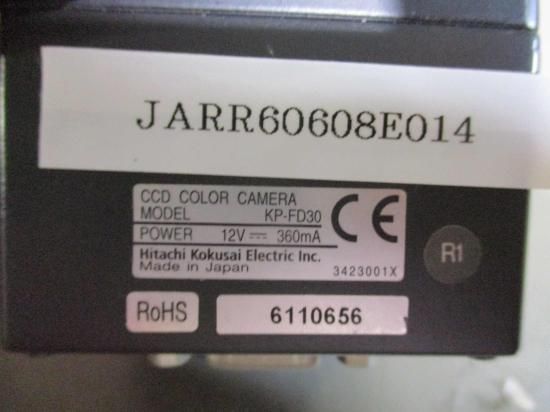 JARR60608E014
CCD COLOR CAMERA
MODEL KP-FD30
POWER 12V ⎓ 360mA
Hitachi Kokusai Electric Inc.
Made in Japan 3423001X
CE
R1
RoHS
6110656